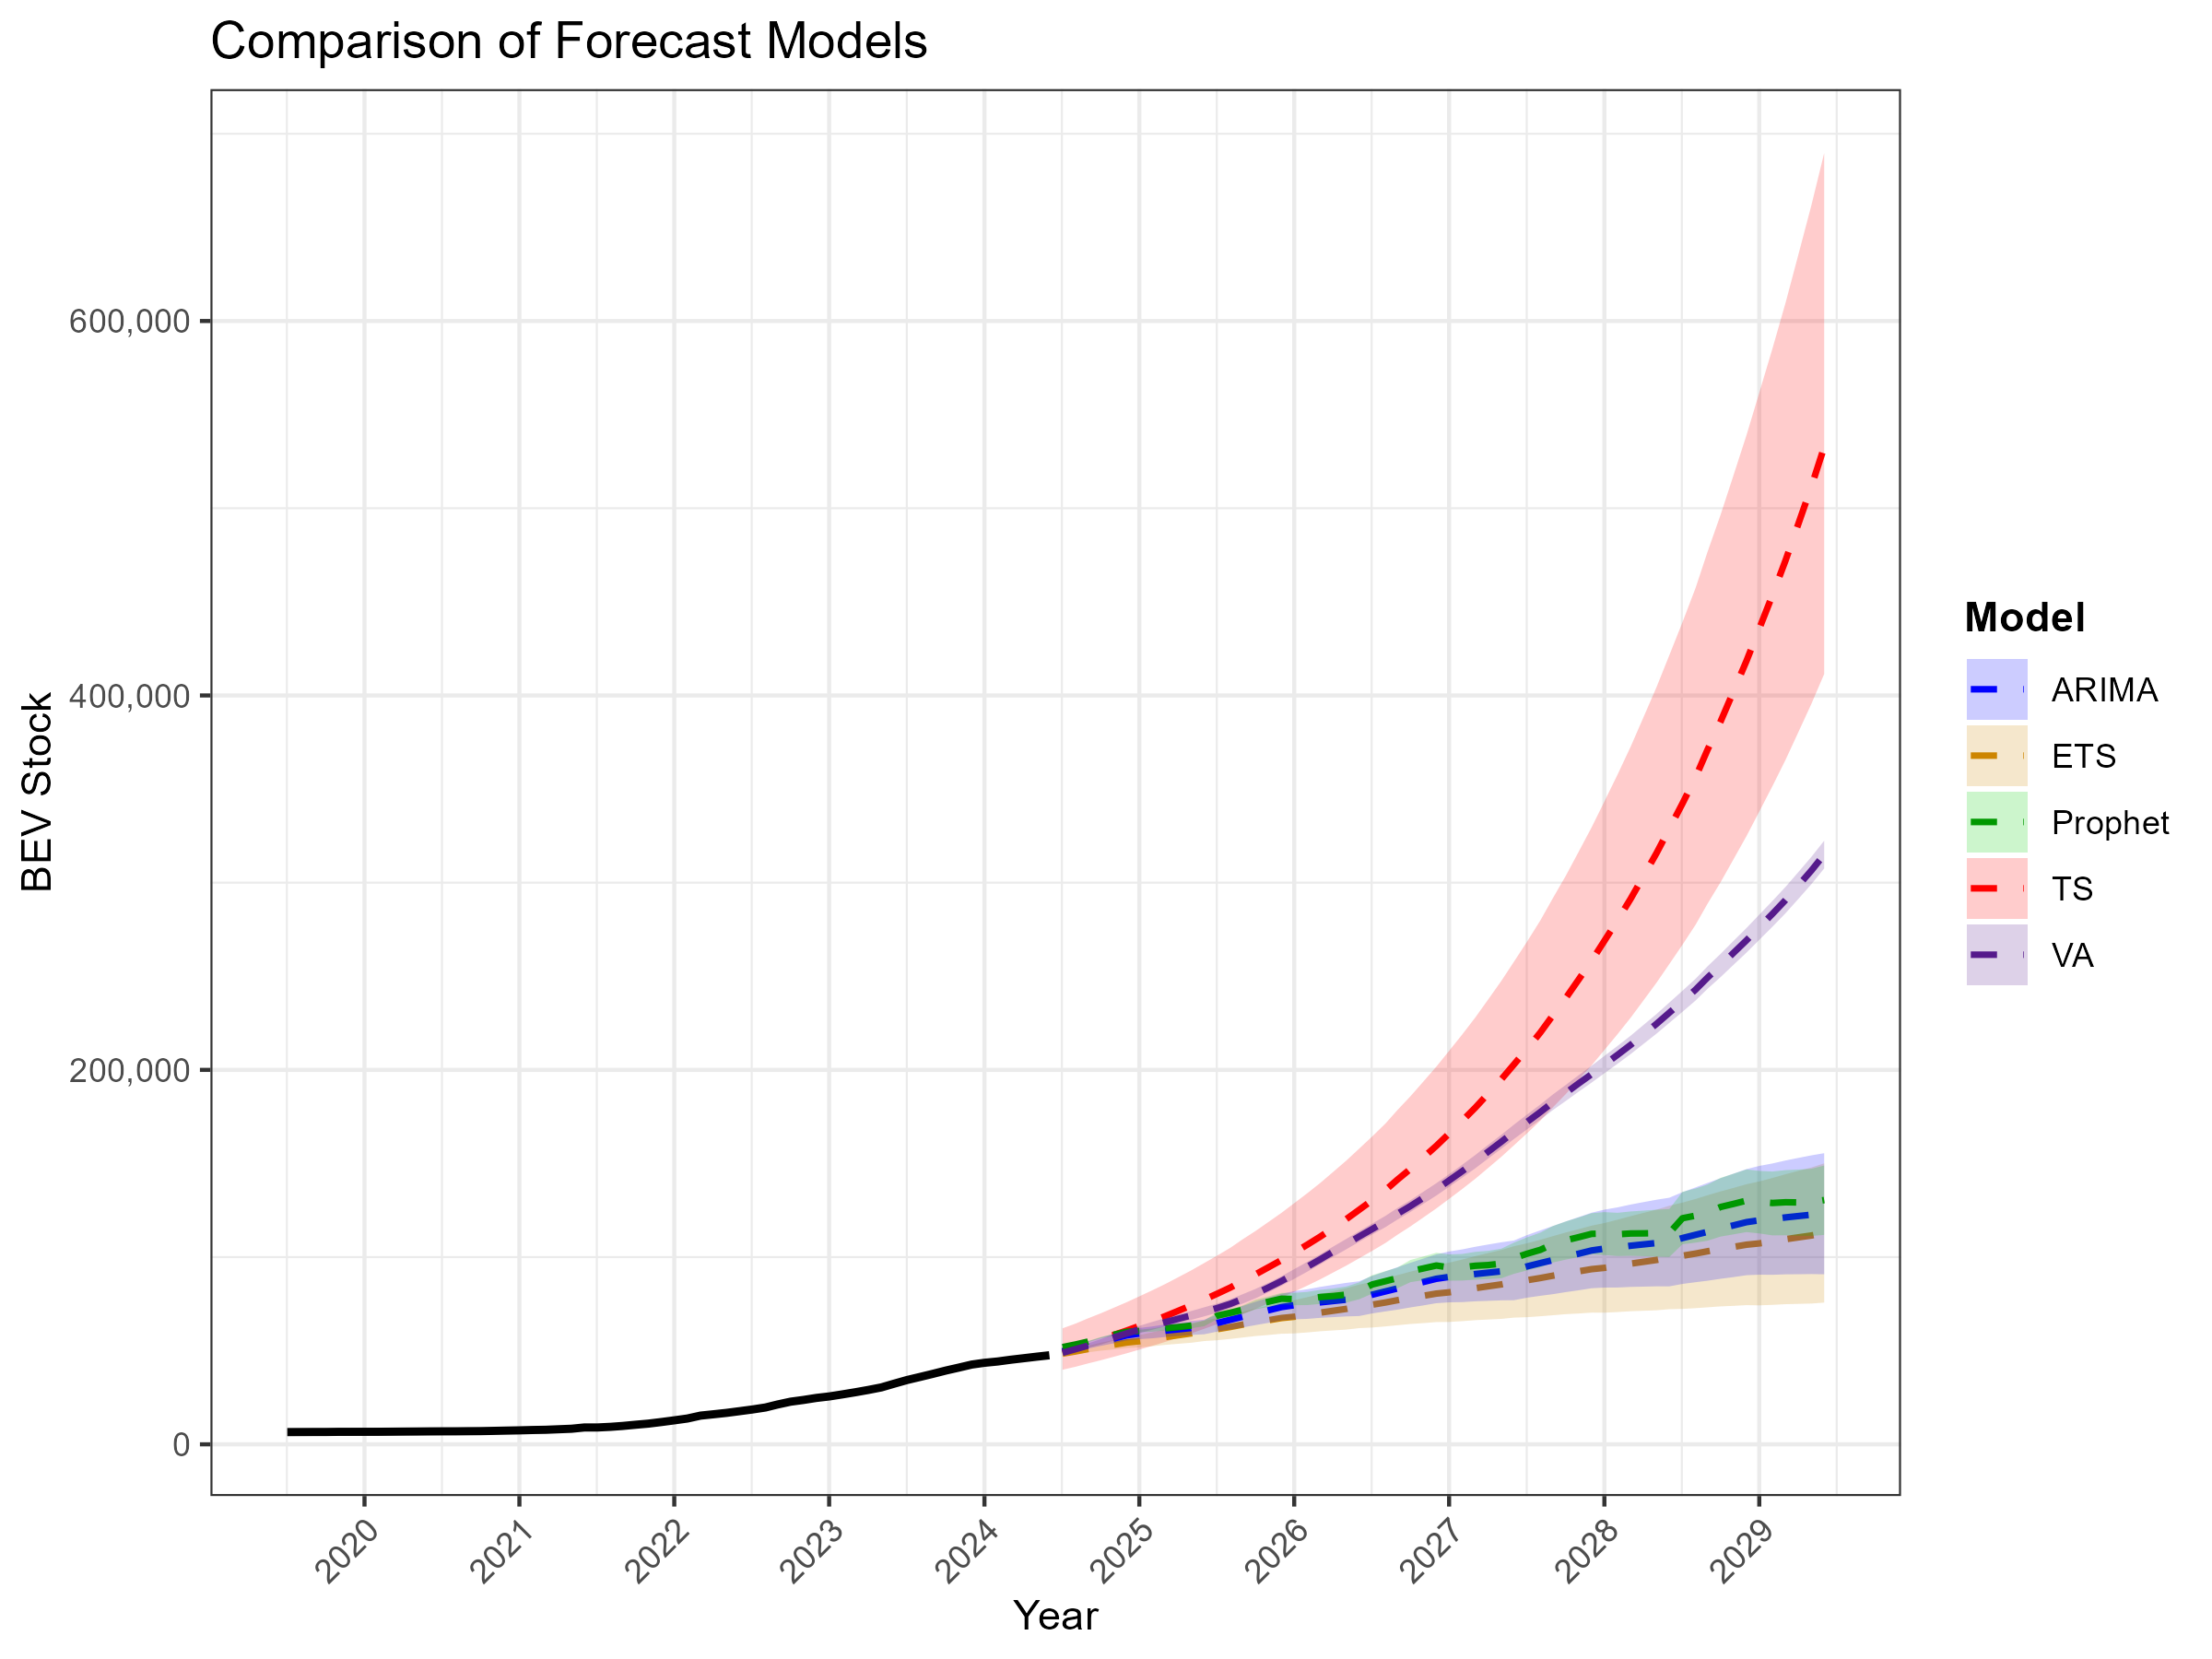 Comparison of Forecast Models
600,000
400,000
200,000
0
BEV Stock
2020
2021
2022
2023
2024
2025
2026
2027
2028
2029
Year
Model
ARIMA
ETS
Prophet
TS
VA